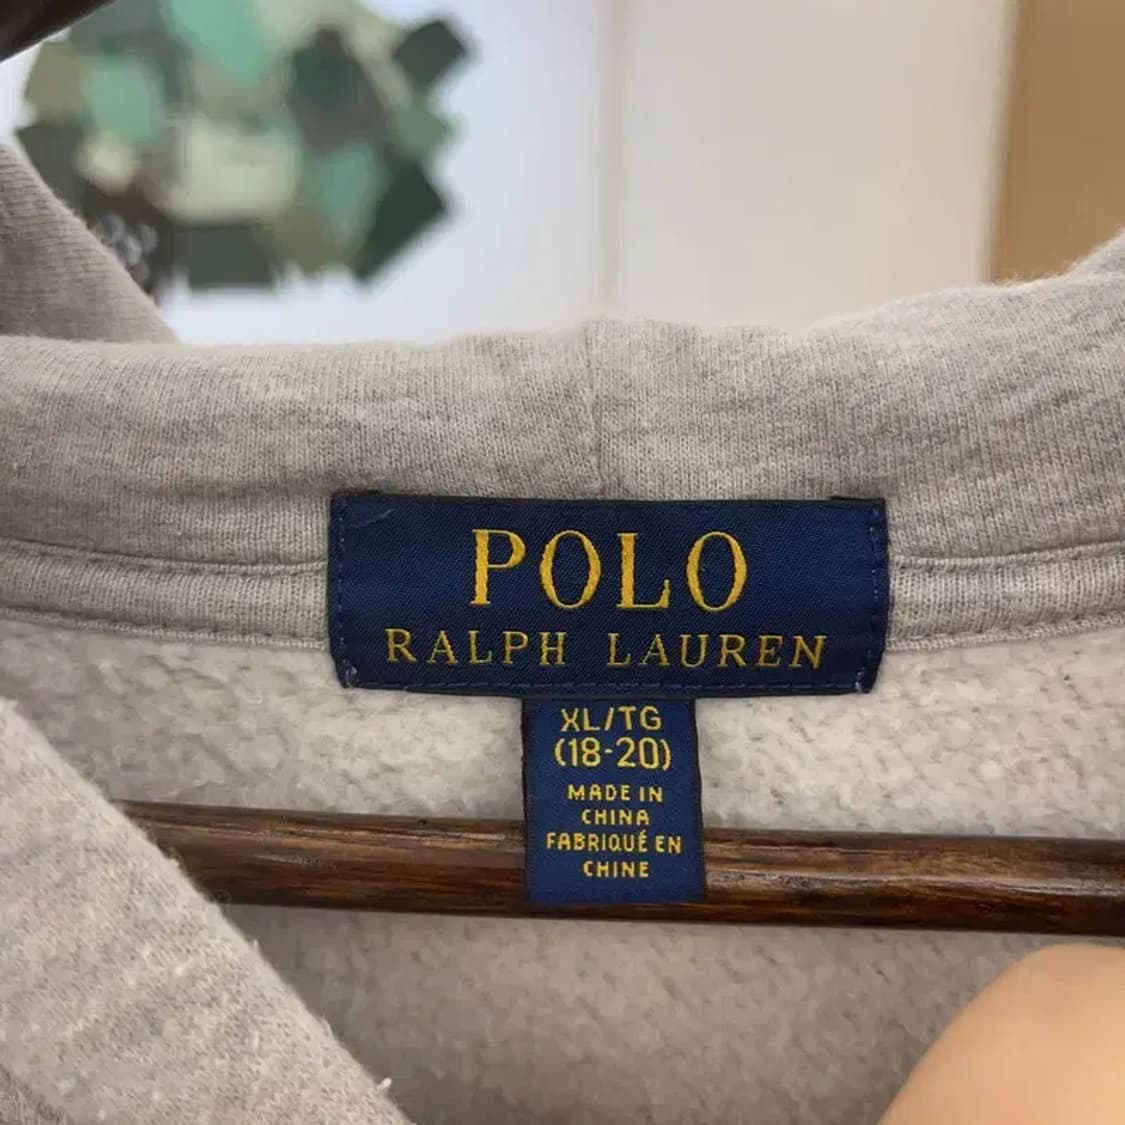 POLO
RALPH LAUREN
XL/TG
(18-20)
MADE IN
CHINA
FABRIQUÉ EN
CHINE